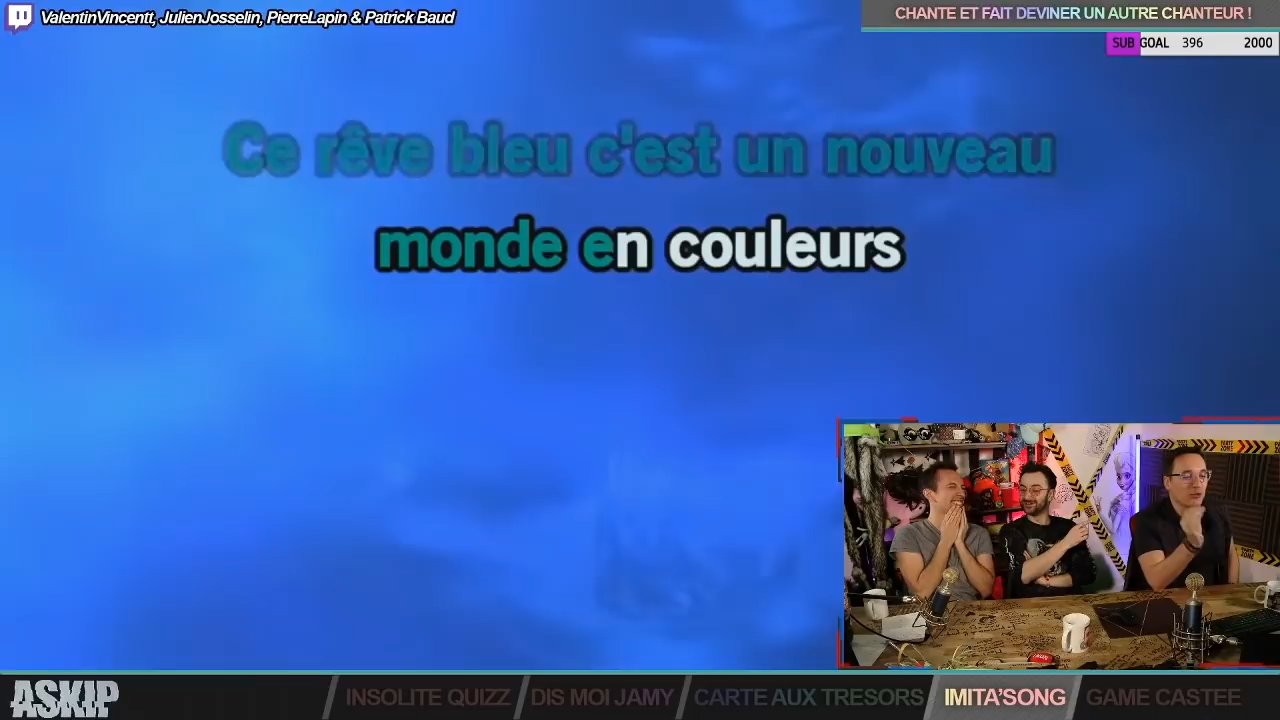 ValentinVincentt, JulienJosselin, PierreLapin & Patrick Baud
CHANTE ET FAIT DEVINER UN AUTRE CHANTEUR !
SUB GOAL 396 2000
Ce rêve bleu c'est un nouveau
monde en couleurs
ASKIP
INSOLITE QUIZZ DIS MOI JAMY CARTE AUX TRESORS IMITA'SONG GAME CASTEE